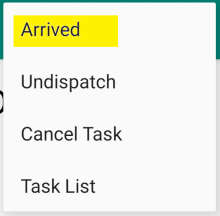 Arrived
Undispatch
Cancel Task
Task List